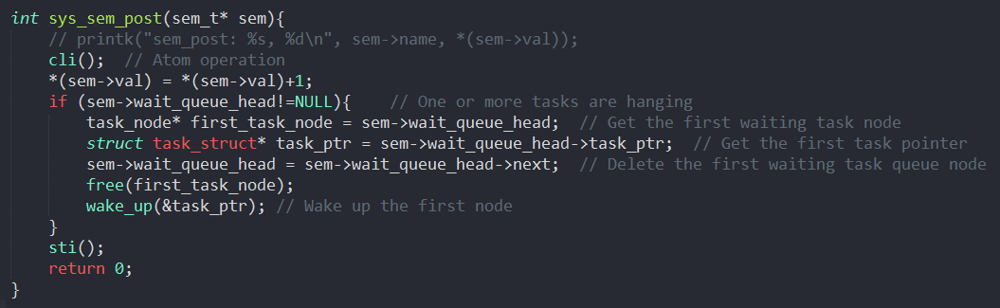 int sys_sem_post(sem_t* sem){
    // printk("sem_post: %s, %d\n", sem->name, *(sem->val));
    cli();  // Atom operation
    *(sem->val) = *(sem->val)+1;
    if (sem->wait_queue_head!=NULL){    // One or more tasks are hanging
        task_node* first_task_node = sem->wait_queue_head;  // Get the first waiting task node
        struct task_struct* task_ptr = sem->wait_queue_head->task_ptr;  // Get the first task pointer
        sem->wait_queue_head = sem->wait_queue_head->next;  // Delete the first waiting task queue node
        free(first_task_node);
        wake_up(&task_ptr); // Wake up the first node
    }
    sti();
    return 0;
}